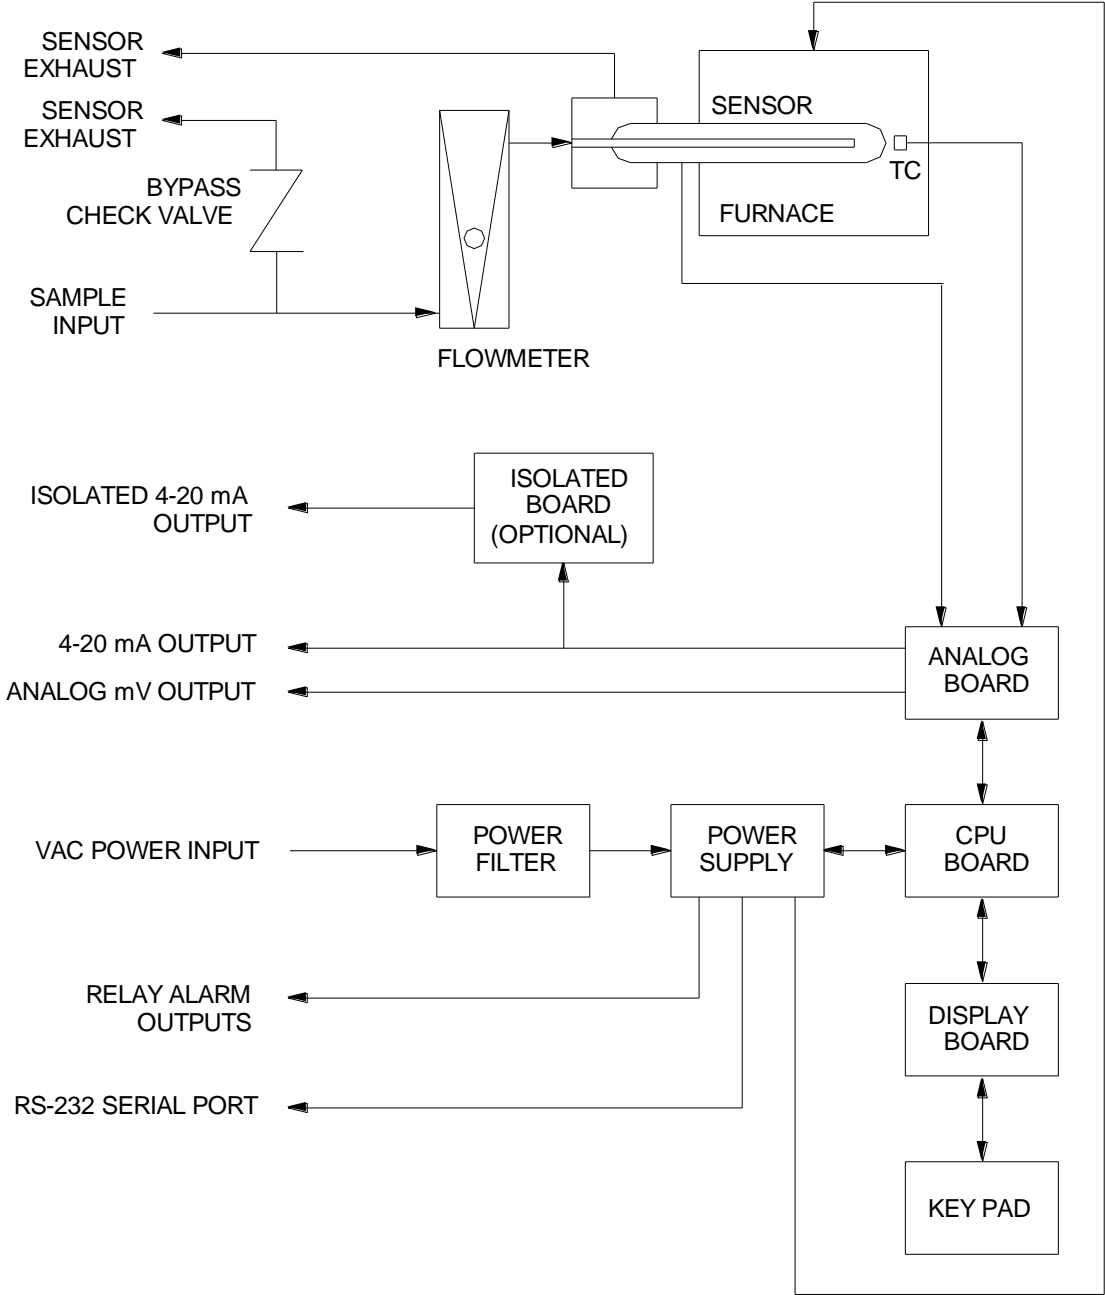 SENSOR
EXHAUST
SENSOR
EXHAUST
BYPASS
CHECK VALVE
SAMPLE
INPUT
FLOWMETER
SENSOR
TC
FURNACE
ISOLATED 4-20 mA
OUTPUT
ISOLATED
BOARD
(OPTIONAL)
4-20 mA OUTPUT
ANALOG mV OUTPUT
ANALOG
BOARD
VAC POWER INPUT
POWER
FILTER
POWER
SUPPLY
CPU
BOARD
RELAY ALARM
OUTPUTS
DISPLAY
BOARD
RS-232 SERIAL PORT
KEY PAD